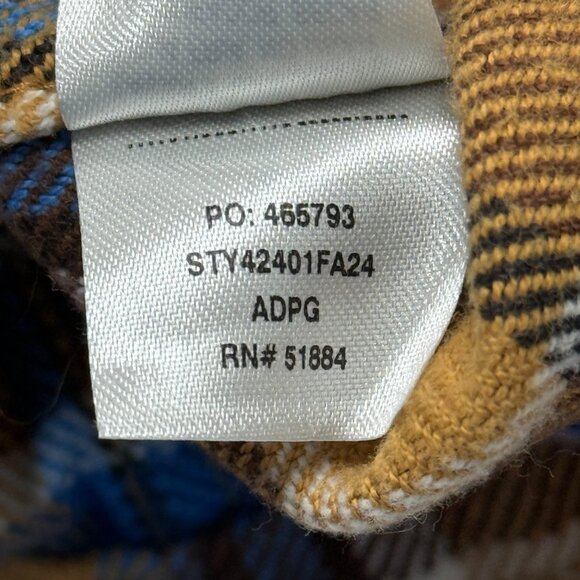 PO: 465793
STY42401FA24
ADPG
RN# 51884